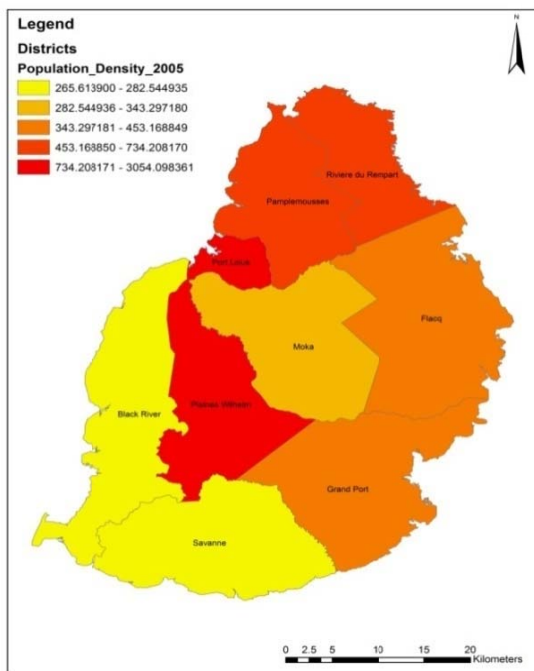 Legend
N
Districts
Population_Density_2005
265.613900 - 282.544935
282.544936 - 343.297180
343.297181 - 453.168849
453.168850 - 734.208170
734.208171 - 3054.098361
Riviere du Rempart
Pamplemousses
Port Louis
Flacq
Moka
Plaines Wilhems
Black River
Grand Port
Savanne
0 2.5 5 10 15 20
Kilometers